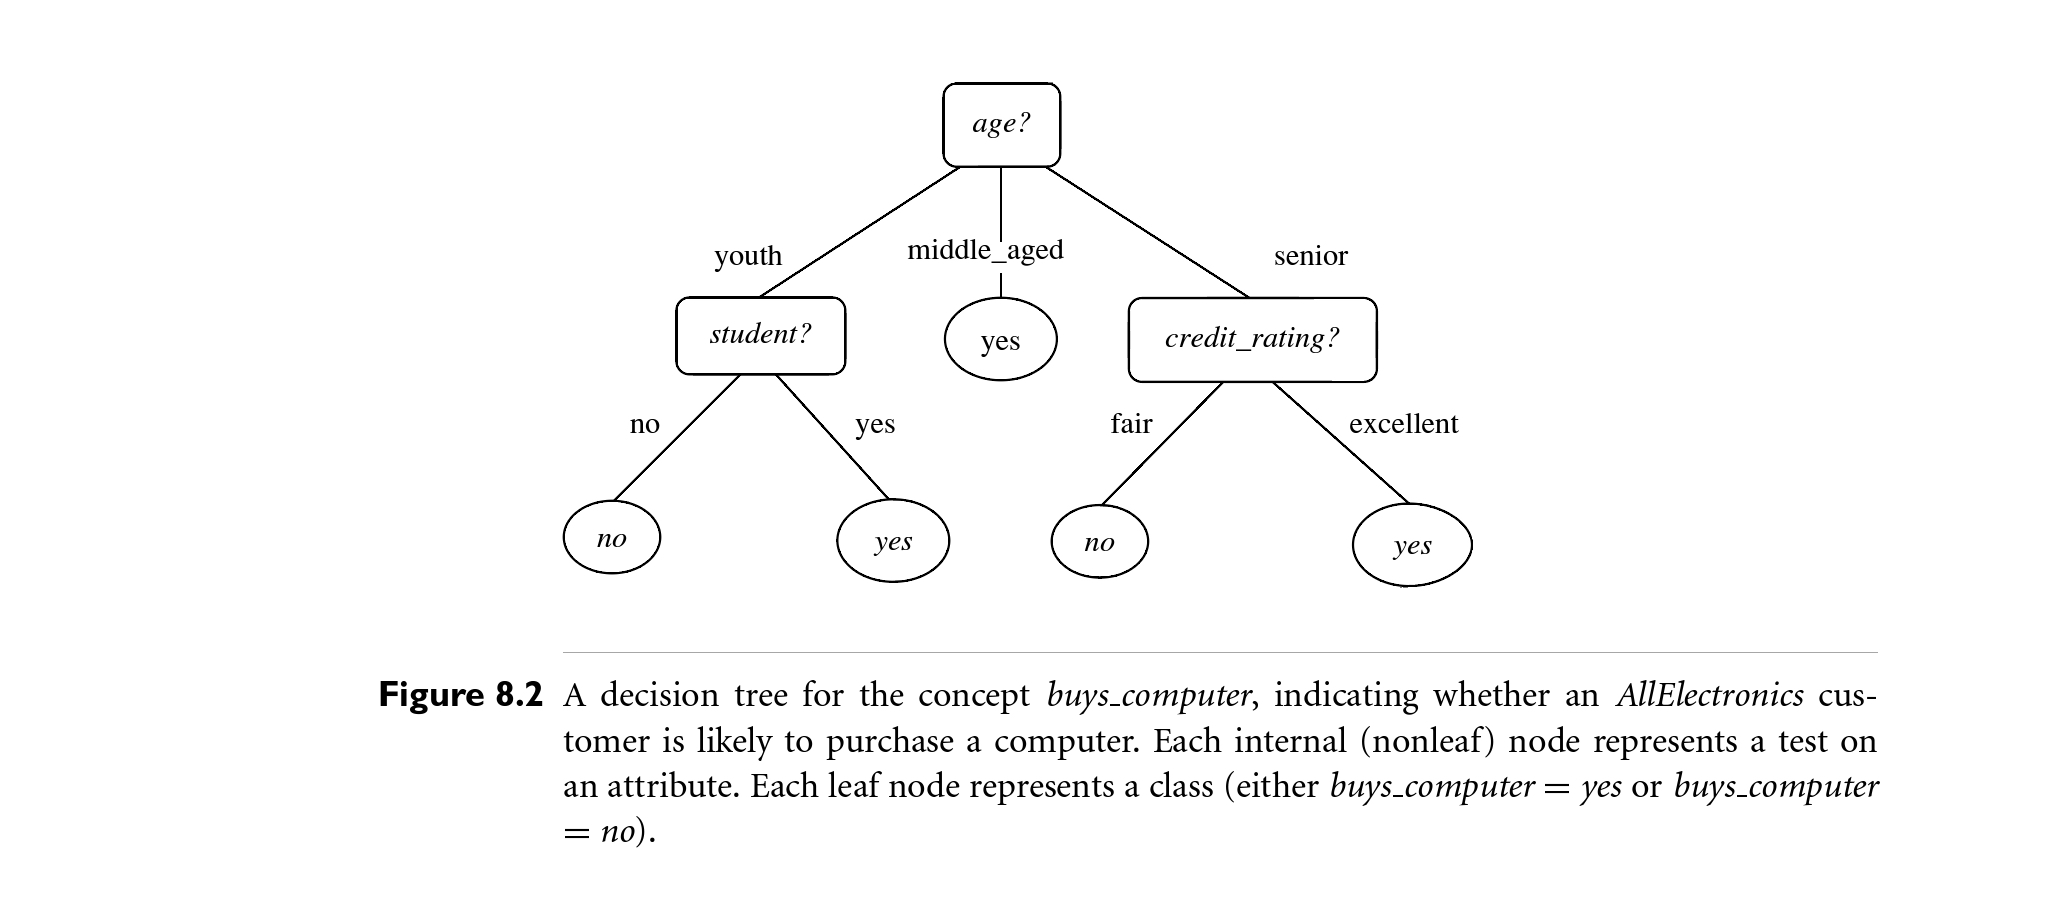 age?
youth
middle_aged
senior
student?
yes
credit_rating?
no
yes
fair
excellent
no
yes
no
yes
Figure 8.2 A decision tree for the concept buys_computer, indicating whether an AllElectronics cus-
tomer is likely to purchase a computer. Each internal (nonleaf) node represents a test on
an attribute. Each leaf node represents a class (either buys_computer = yes or buys_computer
= no).